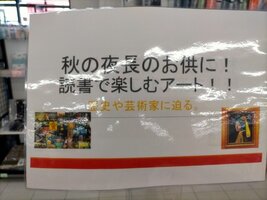 秋の夜長のお供に！
読書で楽しむアート！！
歴史や芸術家に迫る。